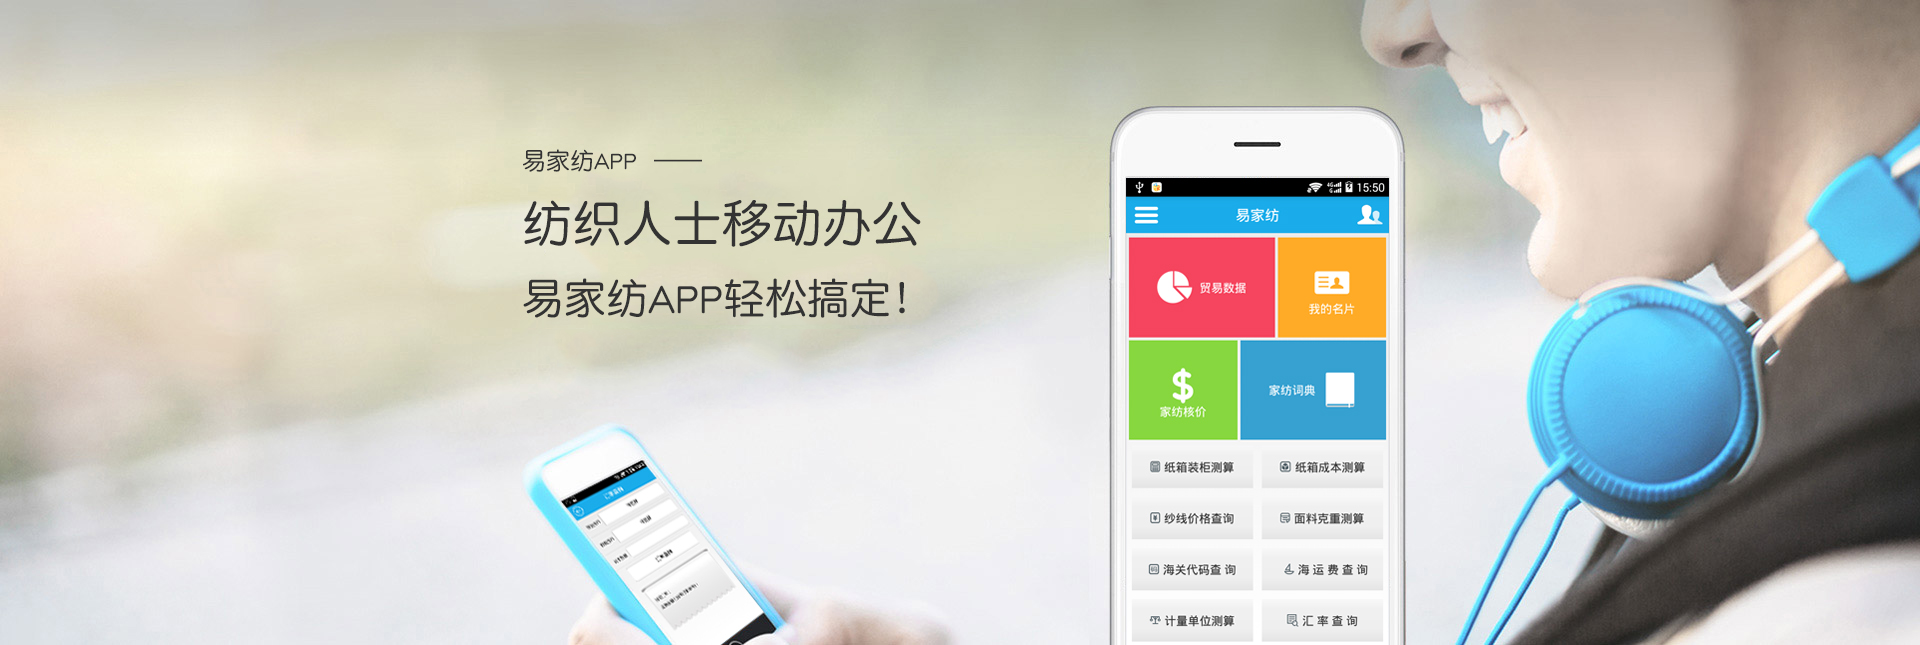 易家纺APP
纺织人士移动办公
易家纺APP轻松搞定!
15:50
易家纺
贸易数据
我的名片
家纺核价
家纺词典
纸箱装柜测算
纸箱成本测算
纱线价格查询
面料克重测算
海关代码查询
海运费查询
计量单位测算
汇率查询